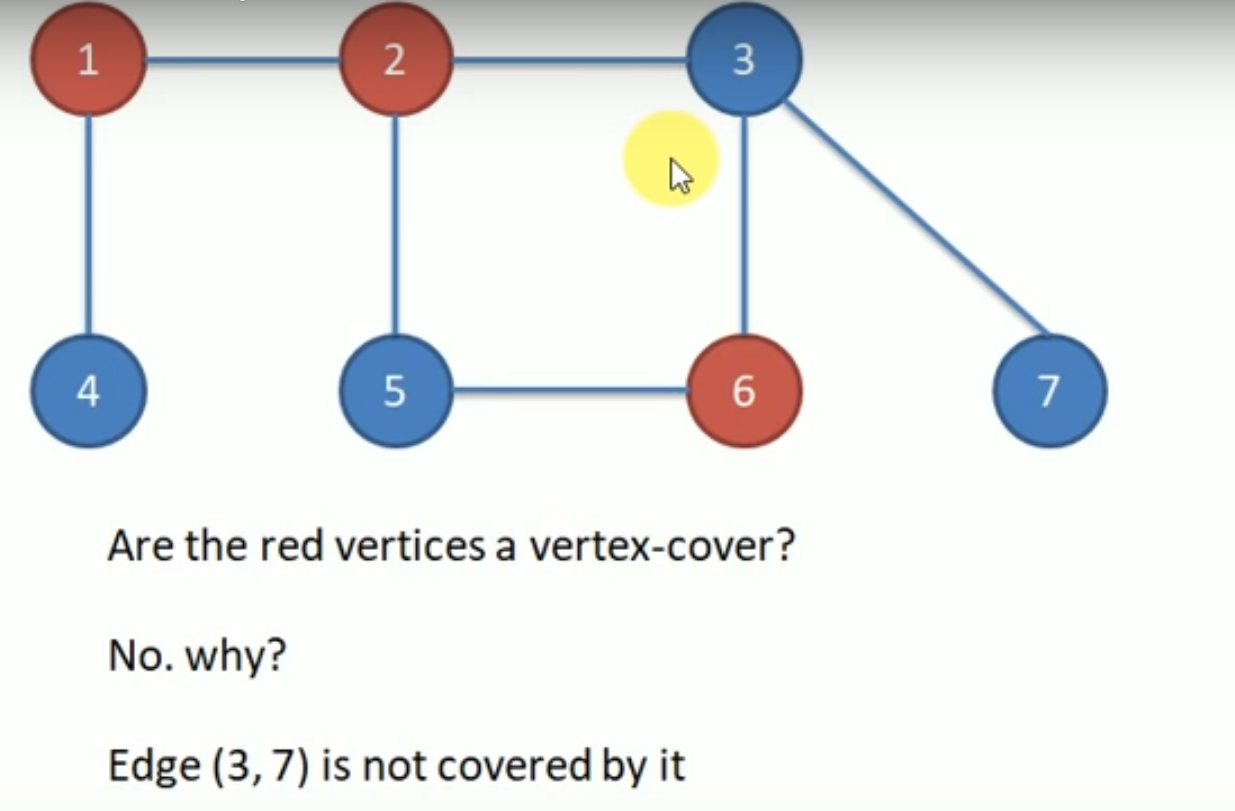 1 2 3
4 5 6 7
Are the red vertices a vertex-cover?
No. why?
Edge (3, 7) is not covered by it